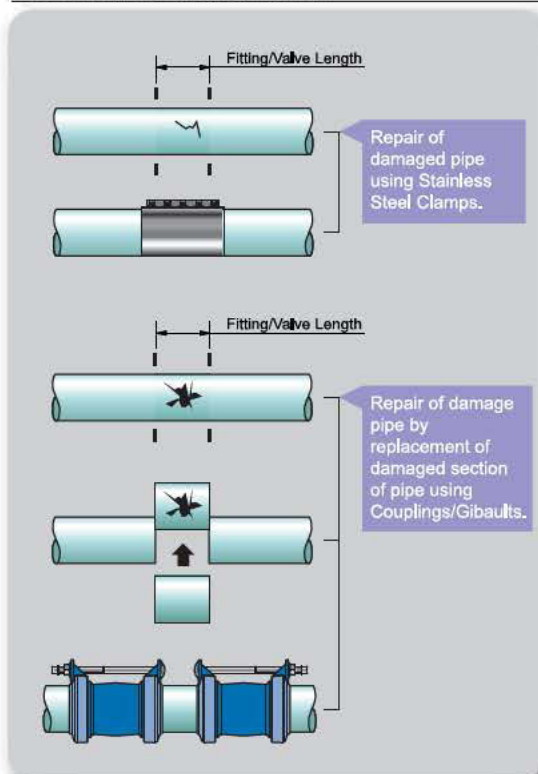 Fitting/Valve Length
Repair of
damaged pipe
using Stainless
Steel Clamps.
Fitting/Valve Length
Repair of damage
pipe by
replacement of
damaged section
of pipe using
Couplings/Gibaults.